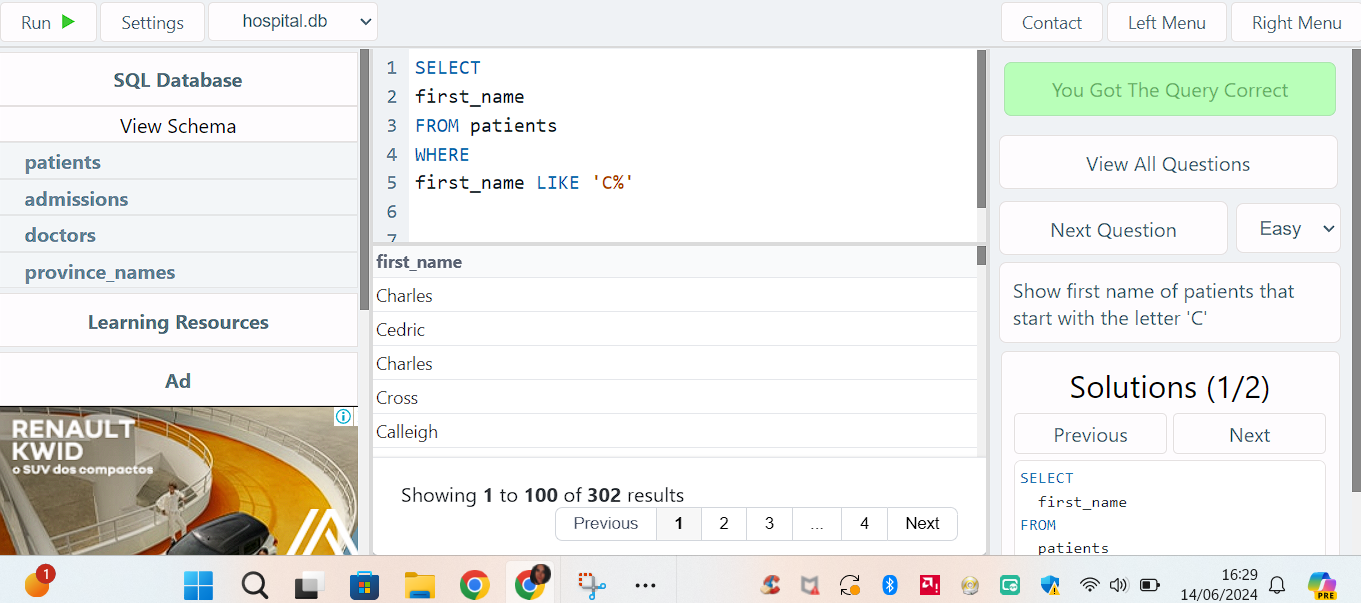 Run Settings hospital.db Contact Left Menu Right Menu
SQL Database
View Schema
patients
admissions
doctors
province_names
Learning Resources
Ad
RENAULT
KWID
o SUV dos compactos
1 SELECT
2 first_name
3 FROM patients
4 WHERE
5 first_name LIKE 'C%'
6
7
first_name
Charles
Cedric
Charles
Cross
Calleigh
Showing 1 to 100 of 302 results
Previous 1 2 3 ... 4 Next
You Got The Query Correct
View All Questions
Next Question Easy
Show first name of patients that
start with the letter 'C'
Solutions (1/2)
Previous Next
SELECT
first_name
FROM
patients
1
16:29
14/06/2024
PRE